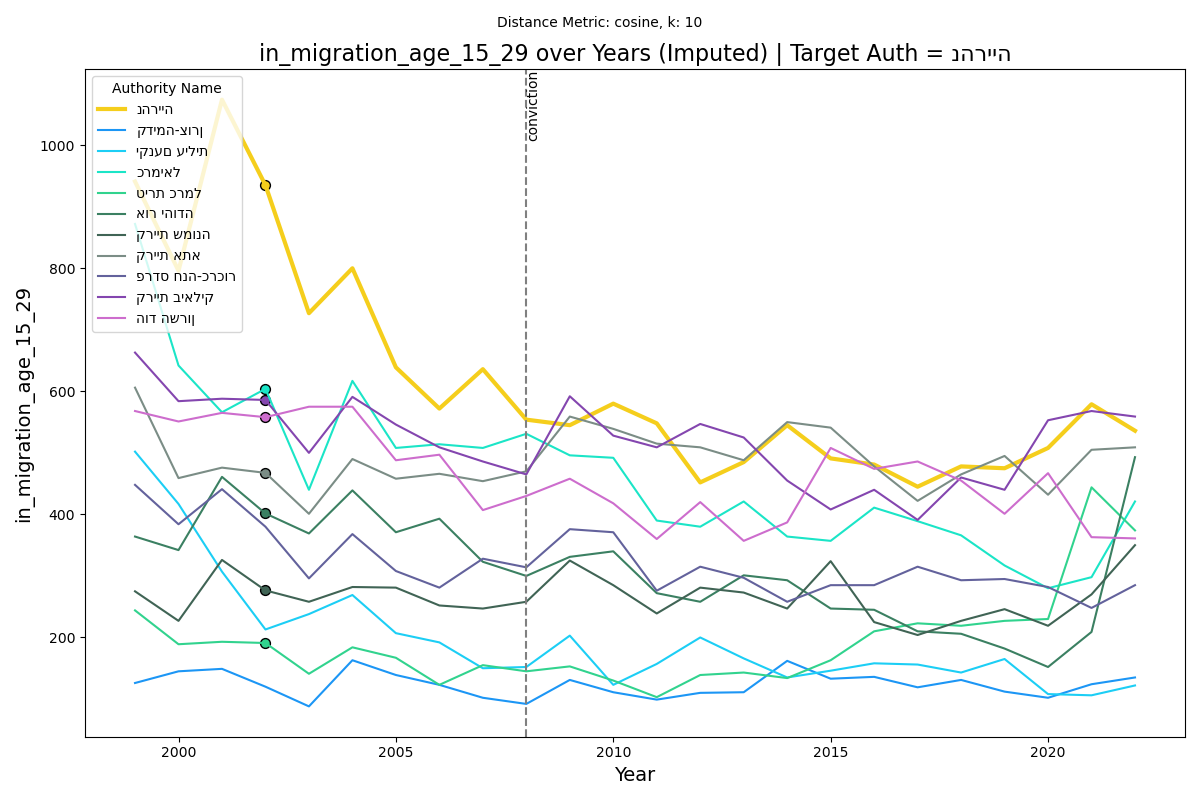 Distance Metric: cosine, k: 10
in_migration_age_15_29 over Years (Imputed) | Target Auth = נהרייה
Authority Name
נהרייה
קדימה-צורן
יקנעם עילית
כרמיאל
טירת כרמל
אור יהודה
קריית שמונה
קריית אתא
פרדס חנה-כרכור
קריית ביאליק
הוד השרון
conviction
in_migration_age_15_29
1000
800
600
400
200
2000 2005 2010 2015 2020
Year